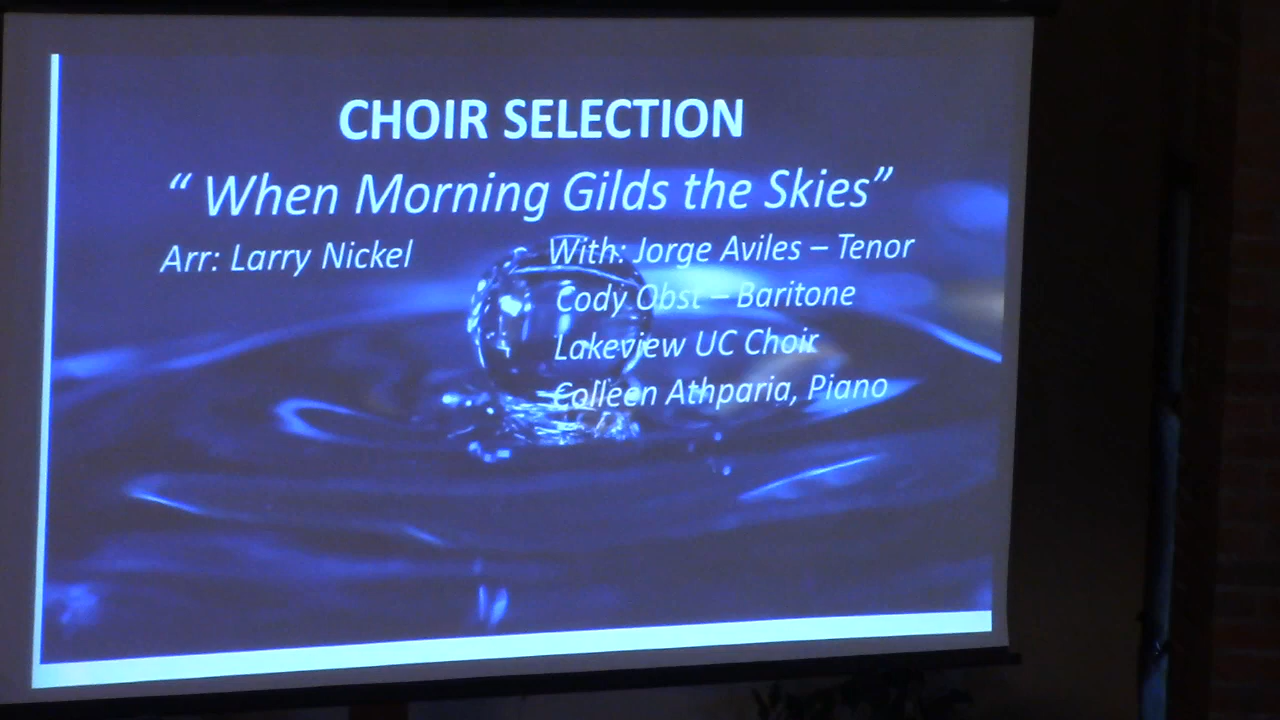 CHOIR SELECTION
“ When Morning Gilds the Skies”
Arr: Larry Nickel
With: Jorge Aviles – Tenor
Cody Obst – Baritone
Lakeview UC Choir
Colleen Athparia, Piano